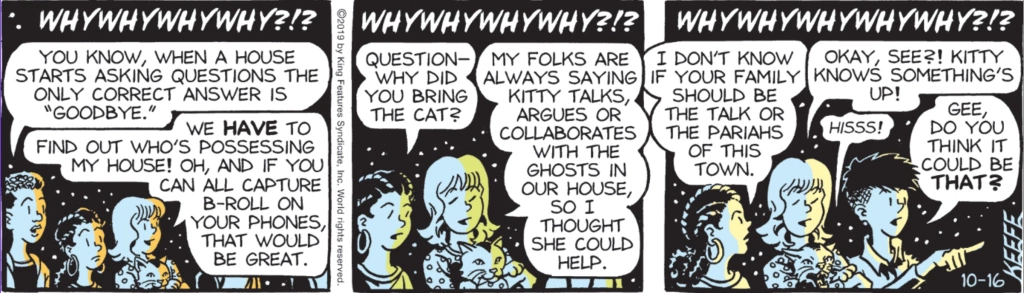 WHYWHYWHYWHY?!?
YOU KNOW, WHEN A HOUSE
STARTS ASKING QUESTIONS THE
ONLY CORRECT ANSWER IS
"GOODBYE."
WE HAVE TO
FIND OUT WHO'S POSSESSING
MY HOUSE! OH, AND IF YOU
CAN ALL CAPTURE
B-ROLL ON
YOUR PHONES,
THAT WOULD
BE GREAT.
©2019 by King Features Syndicate, Inc. World rights reserved.
WHYWHYWHYWHY?!?
QUESTION—
WHY DID
YOU BRING
THE CAT?
MY FOLKS ARE
ALWAYS SAYING
KITTY TALKS,
ARGUES OR
COLLABORATES
WITH THE
GHOSTS IN
OUR HOUSE,
SO I
THOUGHT
SHE COULD
HELP.
WHYWHYWHYWHY?!?
I DON'T KNOW
IF YOUR FAMILY
SHOULD BE
THE TALK OR
THE PARIAHS
OF THIS
TOWN.
OKAY, SEE?! KITTY
KNOWS SOMETHING'S
UP!
HISSS!
GEE,
DO YOU
THINK IT
COULD BE
THAT?
KEEFE
10-16